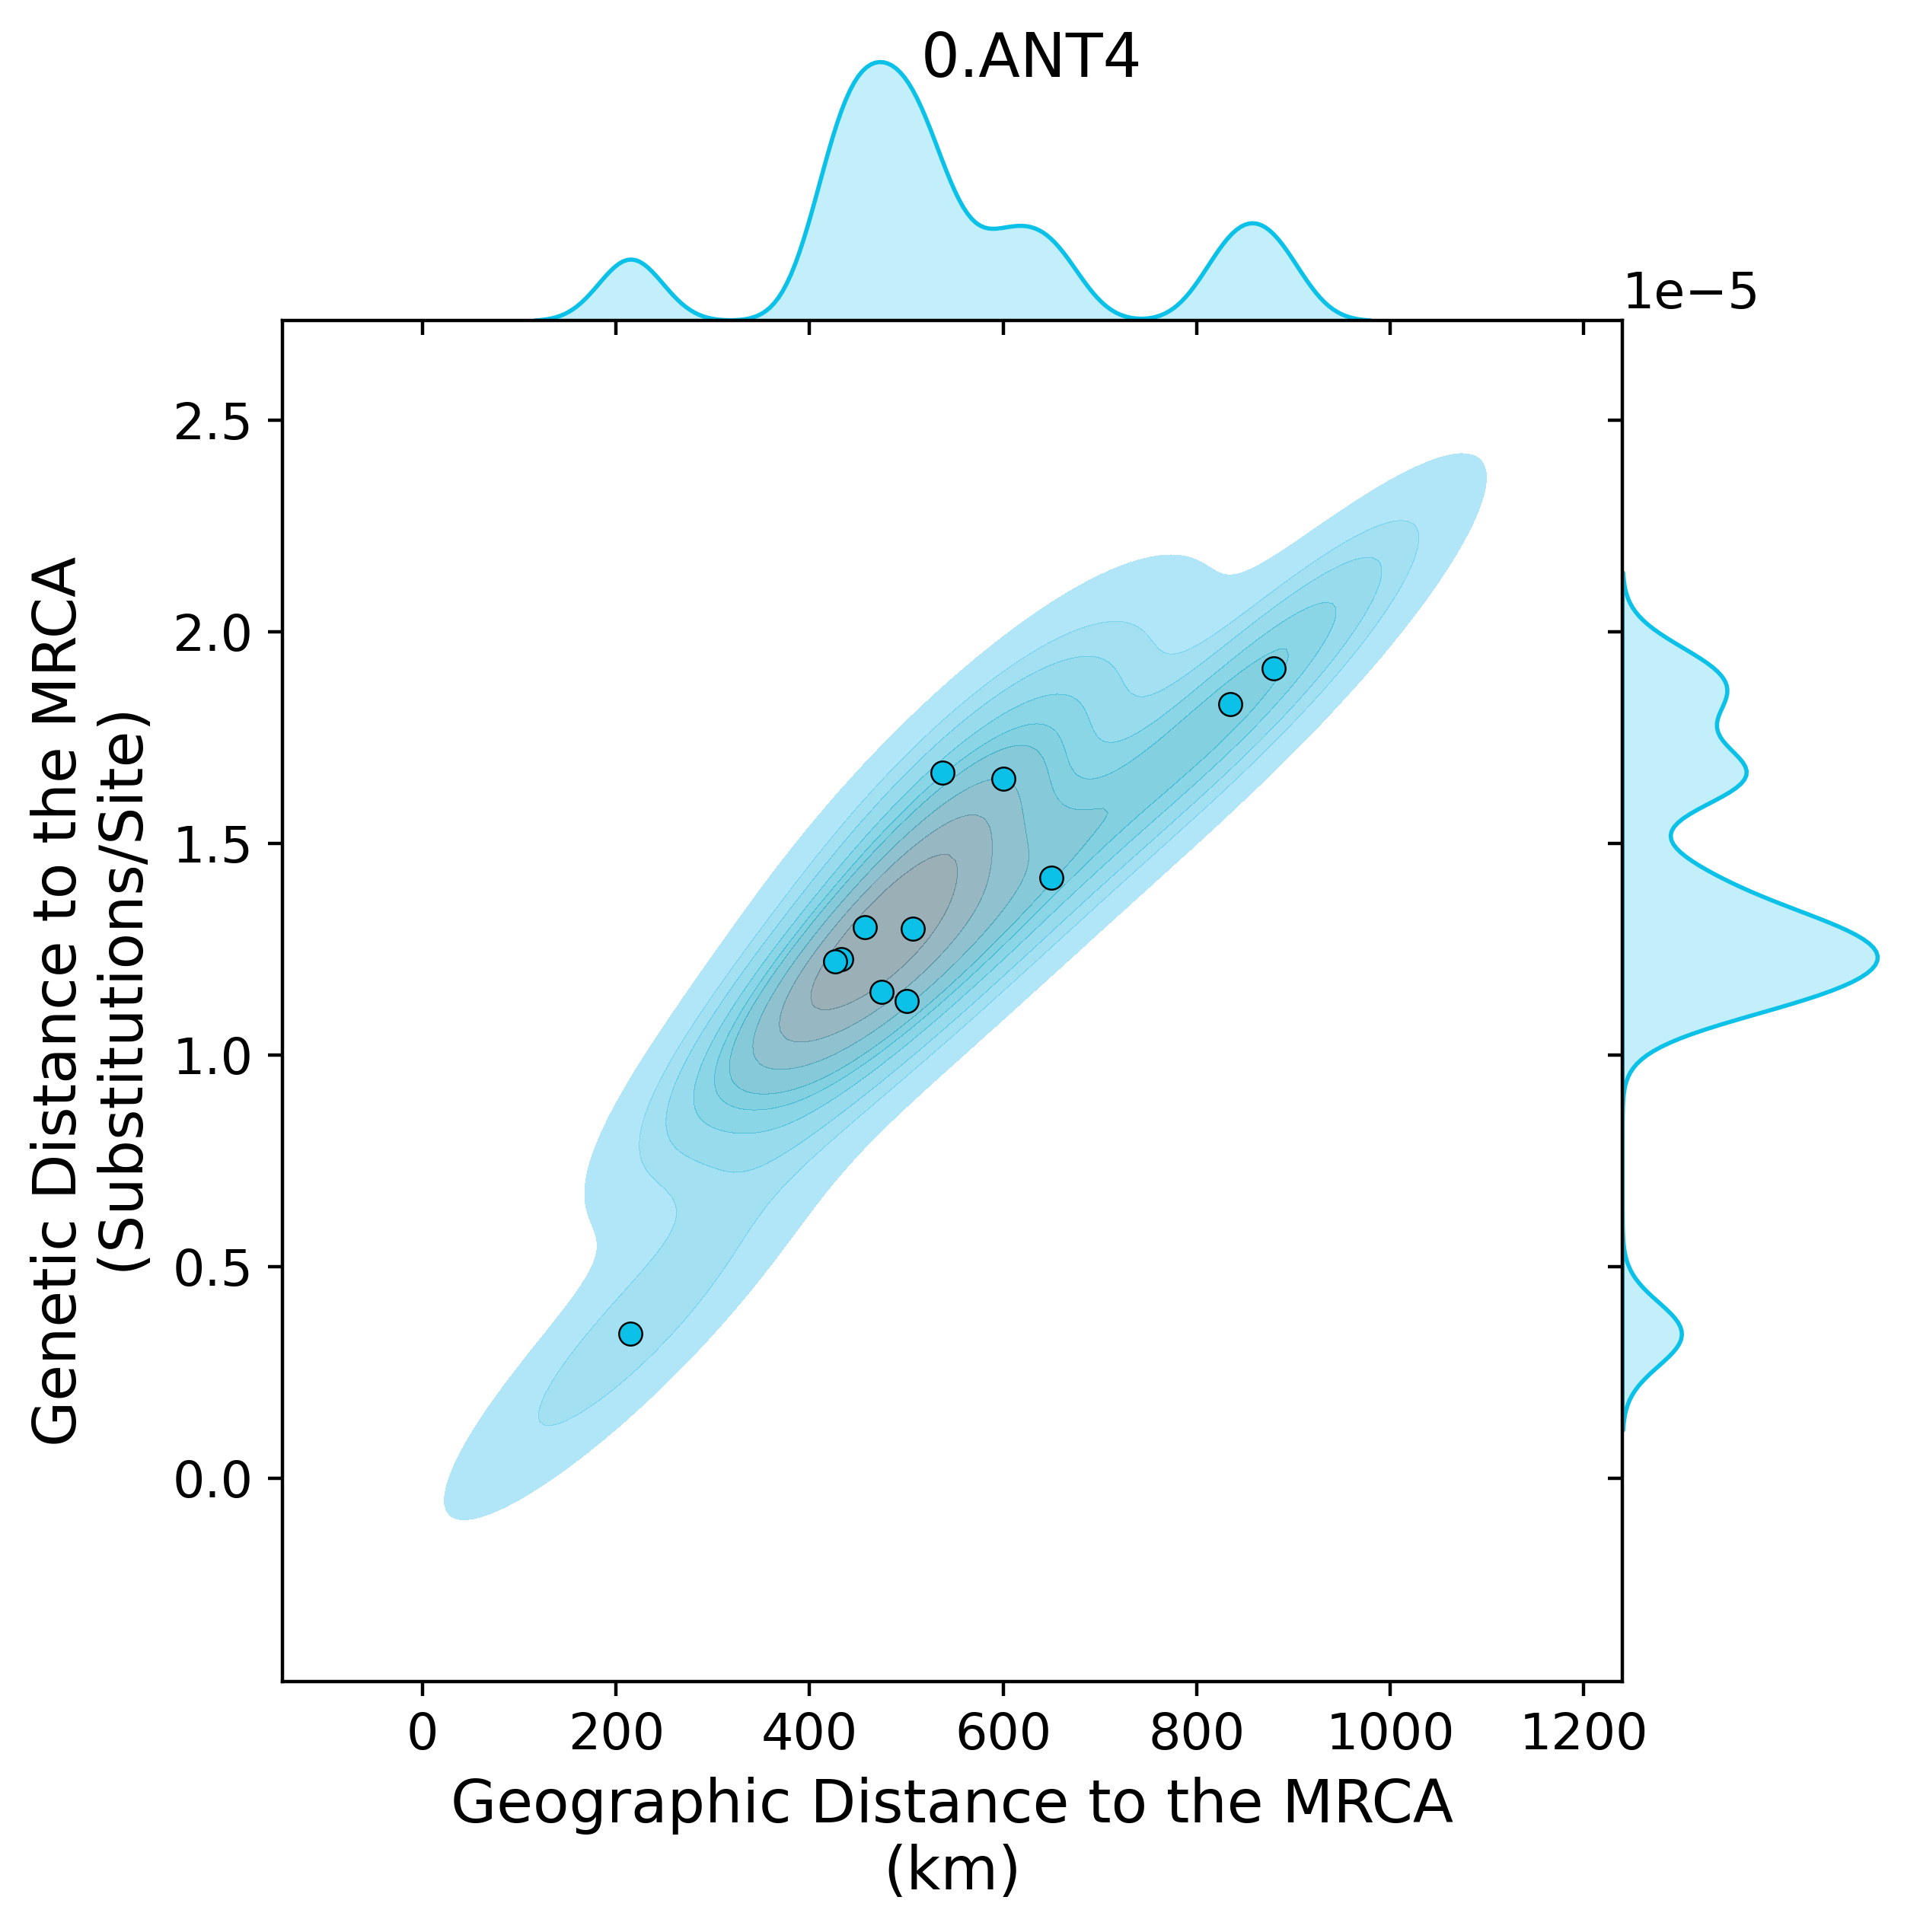 0.ANT4
1e−5
2.5
2.0
1.5
1.0
0.5
0.0
Genetic Distance to the MRCA
(Substitutions/Site)
0 200 400 600 800 1000 1200
Geographic Distance to the MRCA
(km)